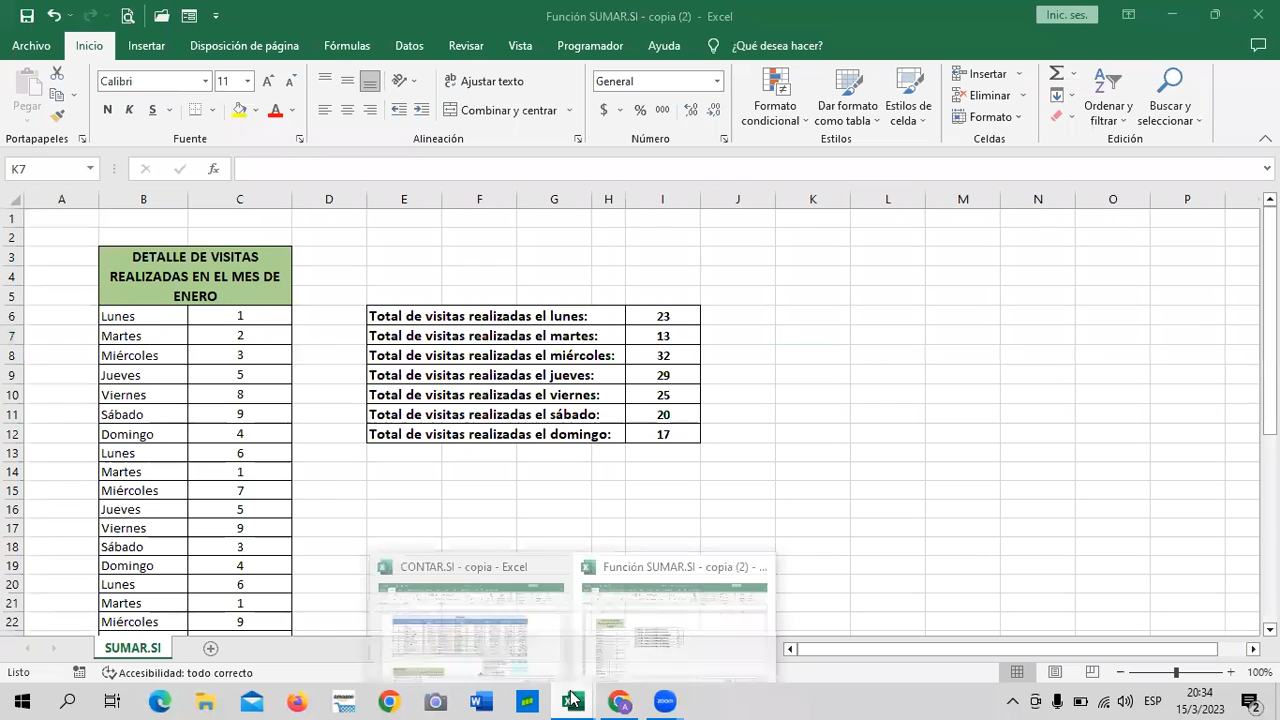 Función SUMAR.SI - copia (2) - Excel
Inic. ses.
Archivo Inicio Insertar Disposición de página Fórmulas Datos Revisar Vista Programador Ayuda ¿Qué desea hacer?
Pegar
Calibri 11
N K S
Ajustar texto
Combinar y centrar
General
$ % 000
Formato condicional
Dar formato como tabla
Estilos de celda
Insertar
Eliminar
Formato
Ordenar y filtrar
Buscar y seleccionar
Portapapeles Fuente Alineación Número Estilos Celdas Edición
K7 fx
A B C D E F G H I J K L M N O P
1
2
3 DETALLE DE VISITAS
4 REALIZADAS EN EL MES DE
5 ENERO
6 Lunes 1 Total de visitas realizadas el lunes: 23
7 Martes 2 Total de visitas realizadas el martes: 13
8 Miércoles 3 Total de visitas realizadas el miércoles: 32
9 Jueves 5 Total de visitas realizadas el jueves: 29
10 Viernes 8 Total de visitas realizadas el viernes: 25
11 Sábado 9 Total de visitas realizadas el sábado: 20
12 Domingo 4 Total de visitas realizadas el domingo: 17
13 Lunes 6
14 Martes 1
15 Miércoles 7
16 Jueves 5
17 Viernes 9
18 Sábado 3
19 Domingo 4
20 Lunes 6
21 Martes 1
22 Miércoles 9
CONTAR.SI - copia - Excel
Función SUMAR.SI - copia (2) - ...
SUMAR.SI
Listo Accesibilidad: todo correcto 100%
ESP
20:34
15/3/2023
2